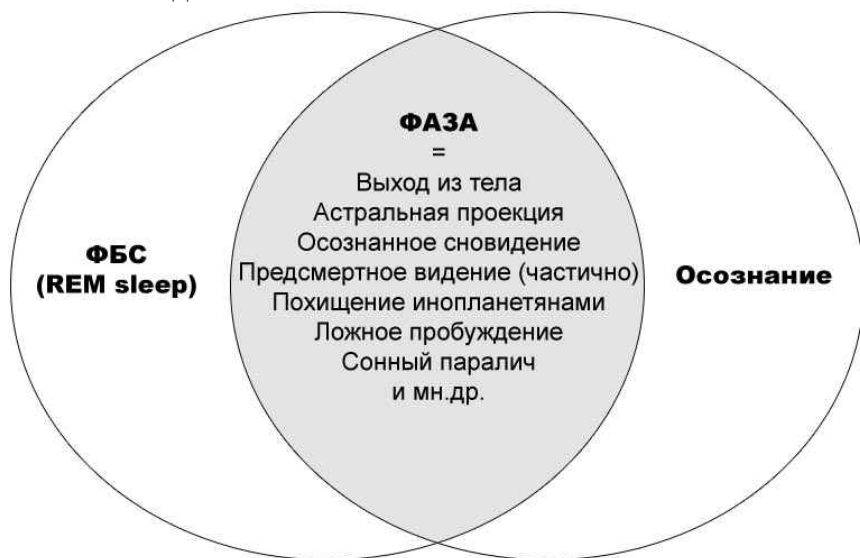 ФАЗА
=
Выход из тела
Астральная проекция
Осознанное сновидение
Предсмертное видение (частично)
Похищение инопланетянами
Ложное пробуждение
Сонный паралич
и мн.др.
ФБС
(REM sleep)
Осознание